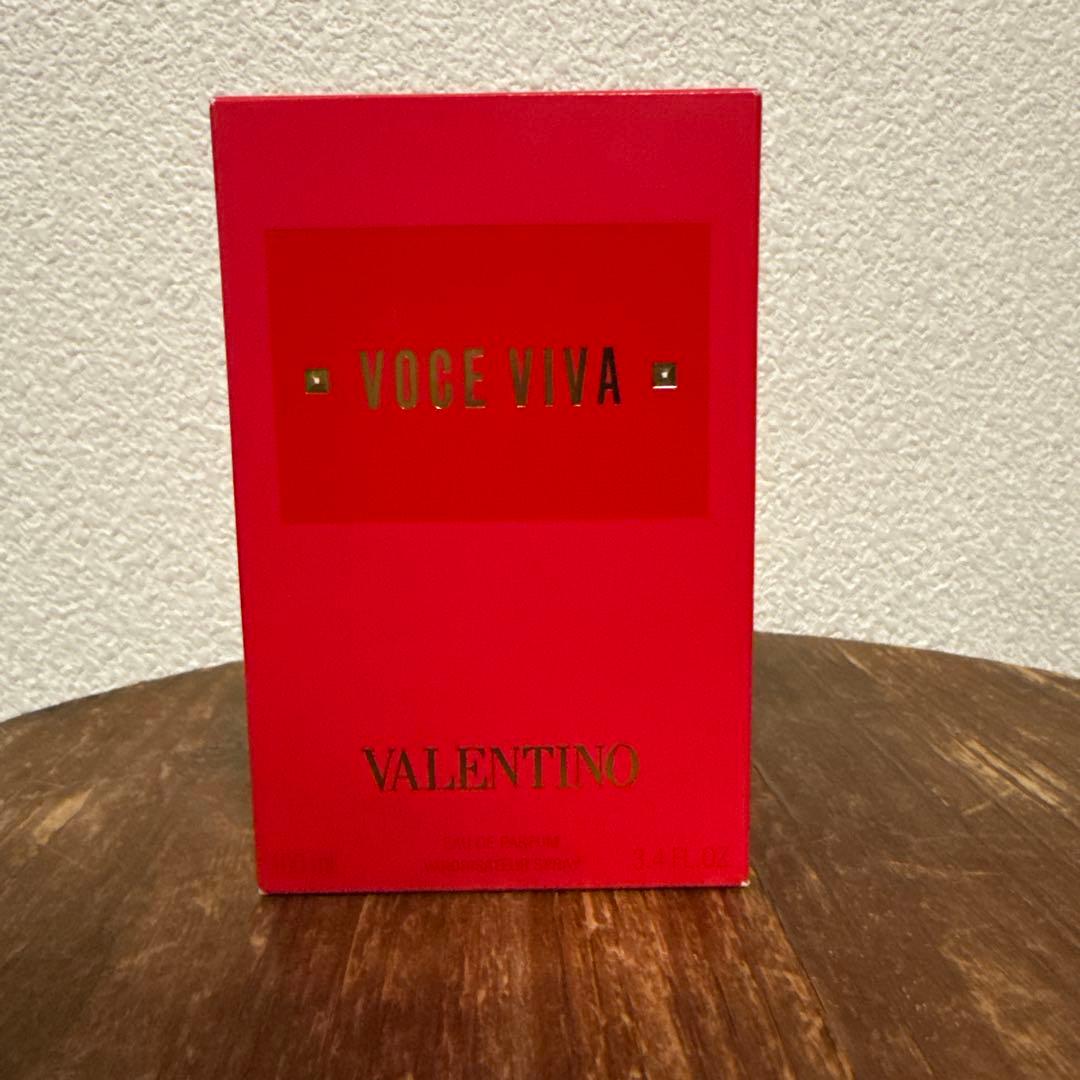 VOCE VIVA
VALENTINO
EAU DE PARFUM
VAPORISATEUR SPRAY
3.4 FL. OZ